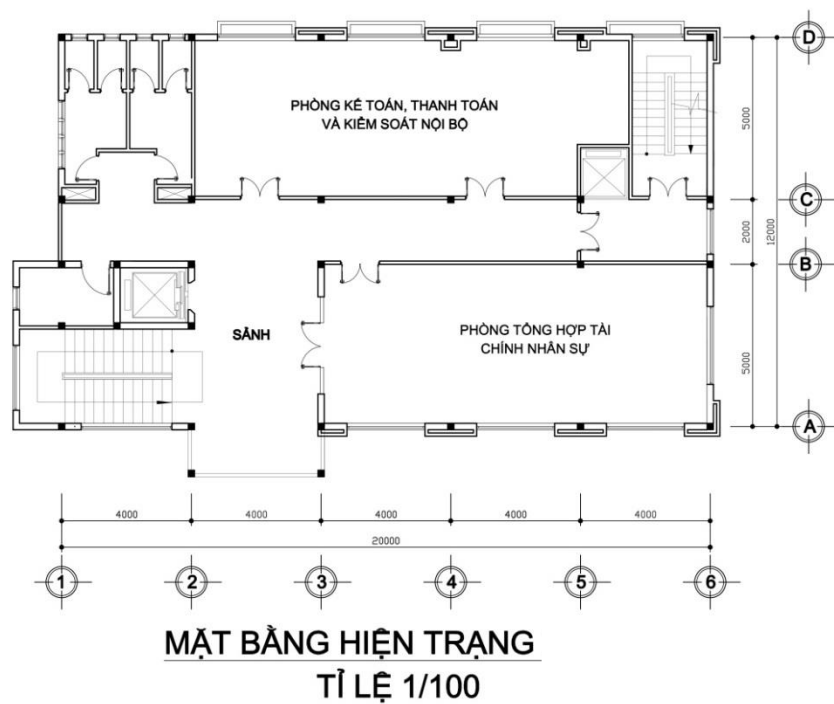 D
PHÒNG KẾ TOÁN, THANH TOÁN
VÀ KIỂM SOÁT NỘI BỘ
5000
C
2000
12000
B
SẢNH
PHÒNG TỔNG HỢP TÀI
CHÍNH NHÂN SỰ
5000
A
4000 4000 4000 4000 4000
20000
1 2 3 4 5 6
MẶT BẰNG HIỆN TRẠNG
TỈ LỆ 1/100